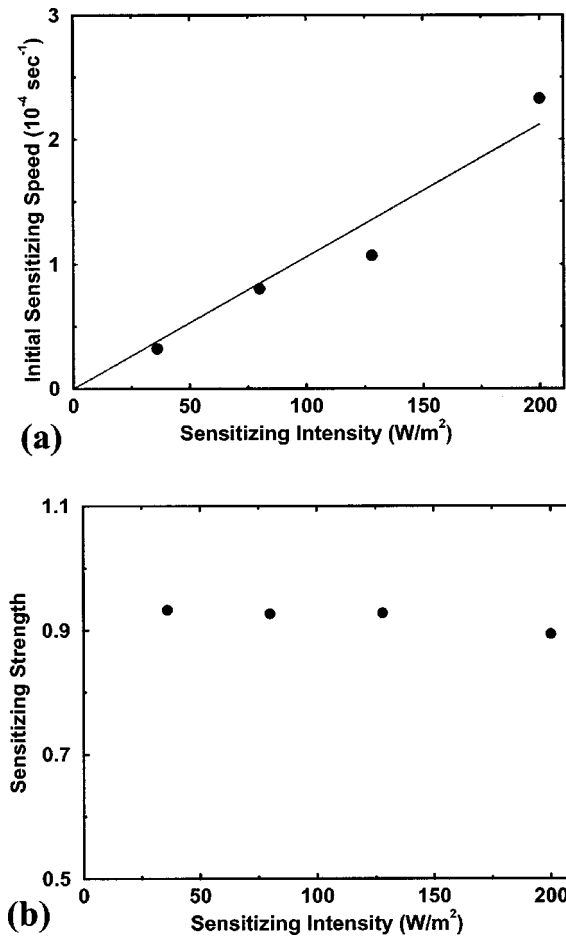 3
2
1
0
Initial Sensitizing Speed (10⁻⁴ sec⁻¹)
0 50 100 150 200
Sensitizing Intensity (W/m²)
(a)
1.1
0.9
0.7
0.5
Sensitizing Strength
0 50 100 150 200
Sensitizing Intensity (W/m²)
(b)